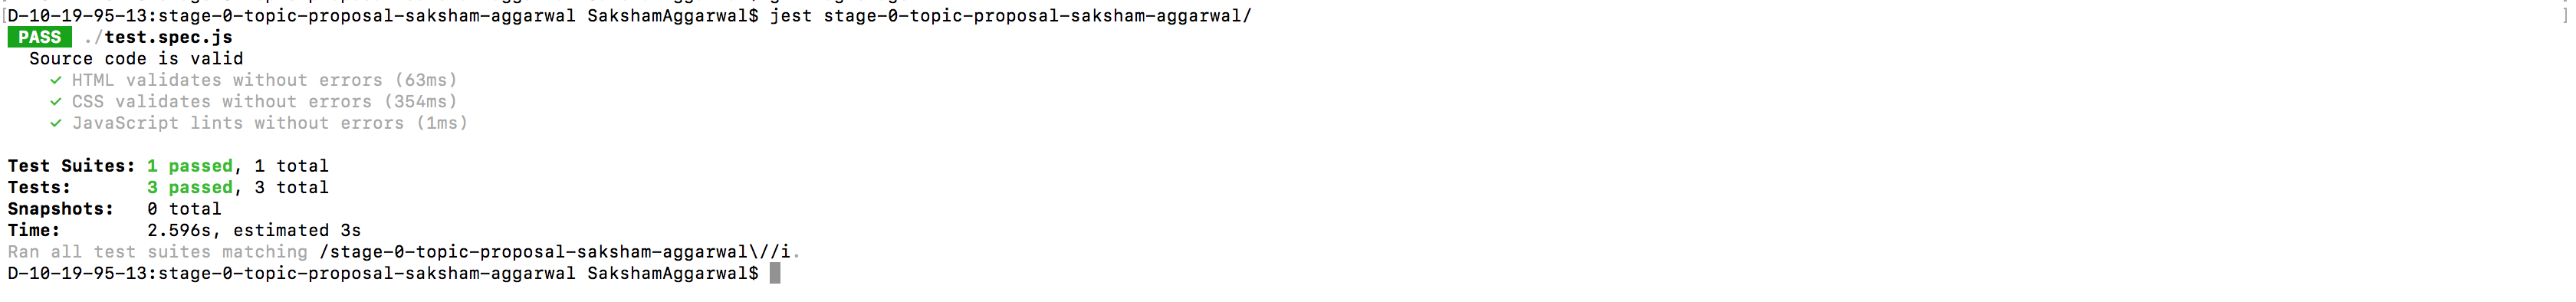 [D-10-19-95-13:stage-0-topic-proposal-saksham-aggarwal SakshamAggarwal$ jest stage-0-topic-proposal-saksham-aggarwal/ ]
PASS ./test.spec.js
Source code is valid
✓ HTML validates without errors (63ms)
✓ CSS validates without errors (354ms)
✓ JavaScript lints without errors (1ms)
Test Suites: 1 passed, 1 total
Tests: 3 passed, 3 total
Snapshots: 0 total
Time: 2.596s, estimated 3s
Ran all test suites matching /stage-0-topic-proposal-saksham-aggarwal\//i.
D-10-19-95-13:stage-0-topic-proposal-saksham-aggarwal SakshamAggarwal$